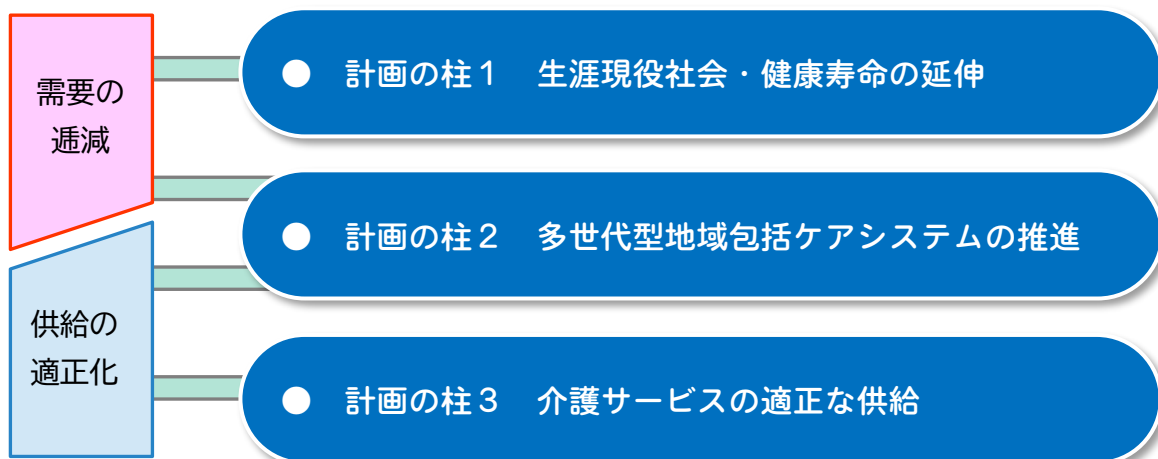 需要の
逓減
● 計画の柱１　生涯現役社会・健康寿命の延伸
● 計画の柱２　多世代型地域包括ケアシステムの推進
供給の
適正化
● 計画の柱３　介護サービスの適正な供給